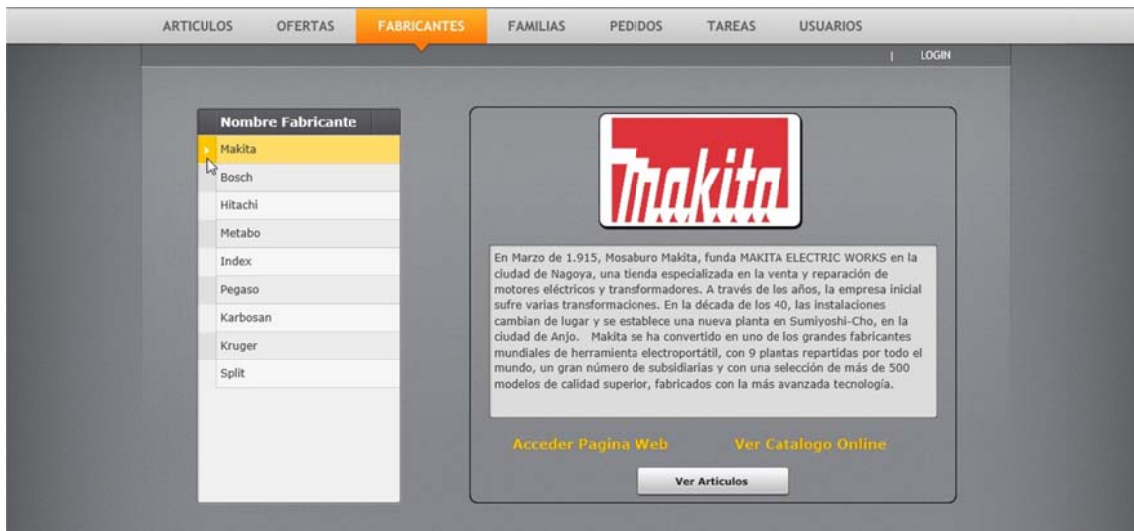 ARTICULOS OFERTAS FABRICANTES FAMILIAS PEDIDOS TAREAS USUARIOS
| LOGIN
Nombre Fabricante
Makita
Bosch
Hitachi
Metabo
Index
Pegaso
Karbosan
Kruger
Split
makita
En Marzo de 1.915, Mosaburo Makita, funda MAKITA ELECTRIC WORKS en la
ciudad de Nagoya, una tienda especializada en la venta y reparación de
motores eléctricos y transformadores. A través de los años, la empresa inicial
sufre varias transformaciones. En la década de los 40, las instalaciones
cambian de lugar y se establece una nueva planta en Sumiyoshi-Cho, en la
ciudad de Anjo. Makita se ha convertido en uno de los grandes fabricantes
mundiales de herramienta electroportátil, con 9 plantas repartidas por todo el
mundo, un gran número de subsidiarias y con una selección de más de 500
modelos de calidad superior, fabricados con la más avanzada tecnología.
Acceder Pagina Web Ver Catalogo Online
Ver Articulos